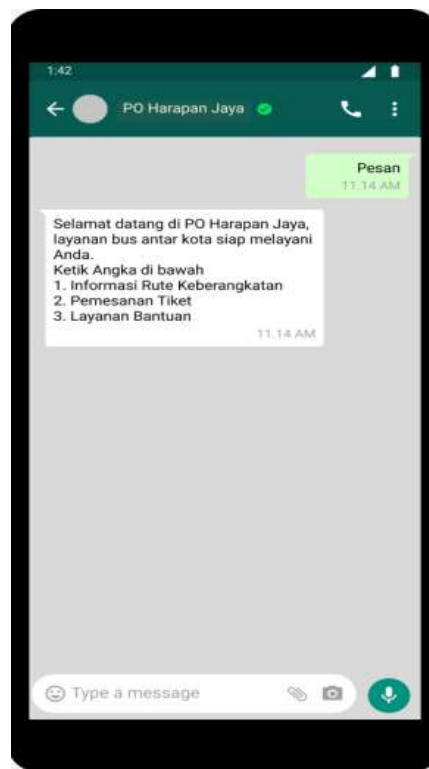 1:42
PO Harapan Jaya
Pesan
11.14 AM
Selamat datang di PO Harapan Jaya,
layanan bus antar kota siap melayani
Anda.
Ketik Angka di bawah
1. Informasi Rute Keberangkatan
2. Pemesanan Tiket
3. Layanan Bantuan
11.14 AM
Type a message